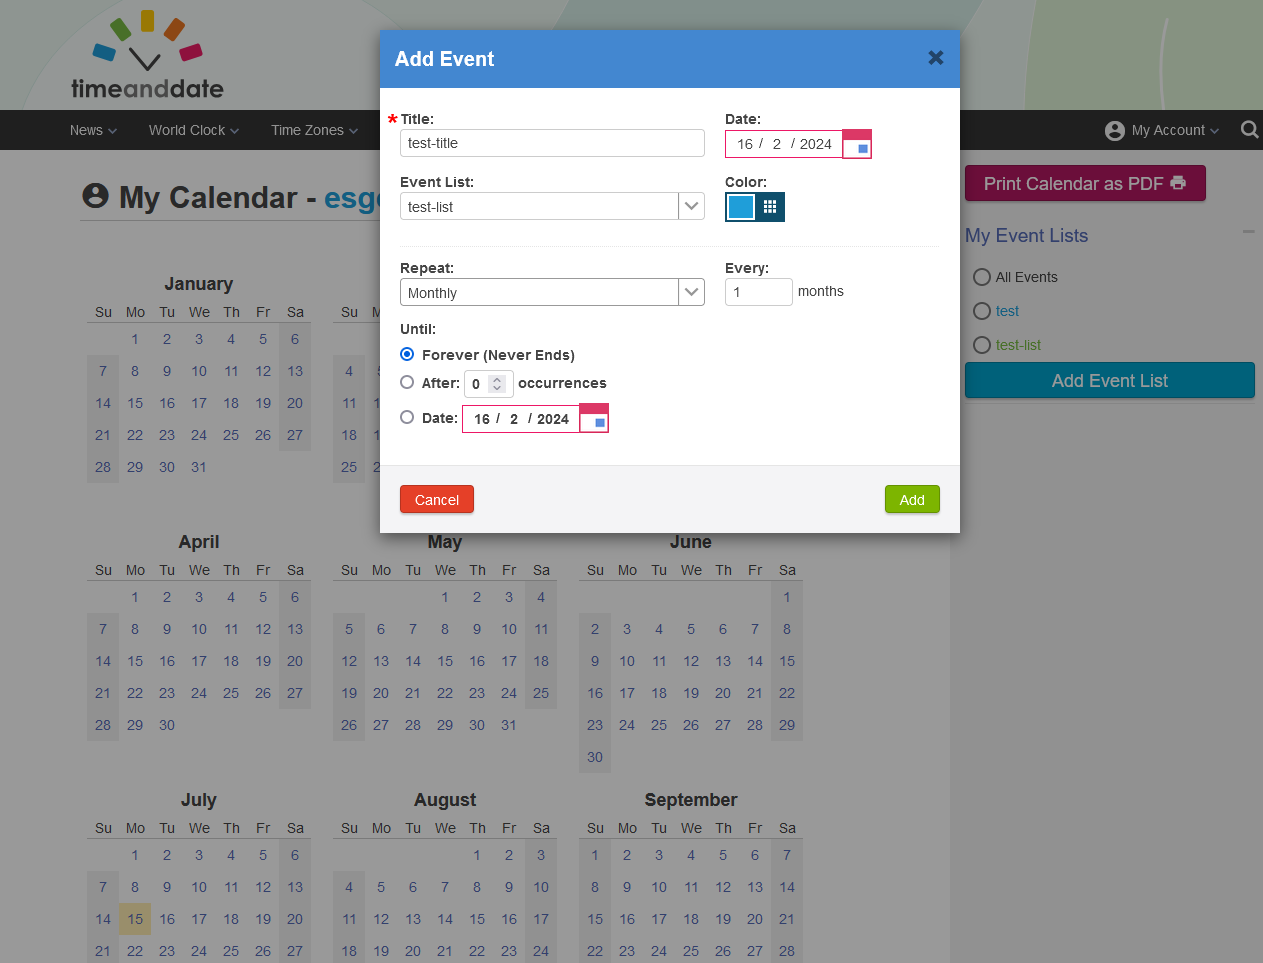 timeanddate
News
World Clock
Time Zones
My Account
My Calendar -
Add Event
*Title:
test-title
Date:
16 / 2 / 2024
Event List:
test-list
Color:
Repeat:
Monthly
Every:
1 months
Until:
Forever (Never Ends)
After: 0 occurrences
Date: 16 / 2 / 2024
Cancel
Add
Print Calendar as PDF
My Event Lists
All Events
test
test-list
Add Event List
January
Su Mo Tu We Th Fr Sa
1 2 3 4 5 6
7 8 9 10 11 12 13
14 15 16 17 18 19 20
21 22 23 24 25 26 27
28 29 30 31
Su
4
11
18
25
April
Su Mo Tu We Th Fr Sa
1 2 3 4 5 6
7 8 9 10 11 12 13
14 15 16 17 18 19 20
21 22 23 24 25 26 27
28 29 30
May
Su Mo Tu We Th Fr Sa
1 2 3 4
5 6 7 8 9 10 11
12 13 14 15 16 17 18
19 20 21 22 23 24 25
26 27 28 29 30 31
June
Su Mo Tu We Th Fr Sa
1
2 3 4 5 6 7 8
9 10 11 12 13 14 15
16 17 18 19 20 21 22
23 24 25 26 27 28 29
30
July
Su Mo Tu We Th Fr Sa
1 2 3 4 5 6
7 8 9 10 11 12 13
14 15 16 17 18 19 20
21 22 23 24 25 26 27
August
Su Mo Tu We Th Fr Sa
1 2 3
4 5 6 7 8 9 10
11 12 13 14 15 16 17
18 19 20 21 22 23 24
September
Su Mo Tu We Th Fr Sa
1 2 3 4 5 6 7
8 9 10 11 12 13 14
15 16 17 18 19 20 21
22 23 24 25 26 27 28